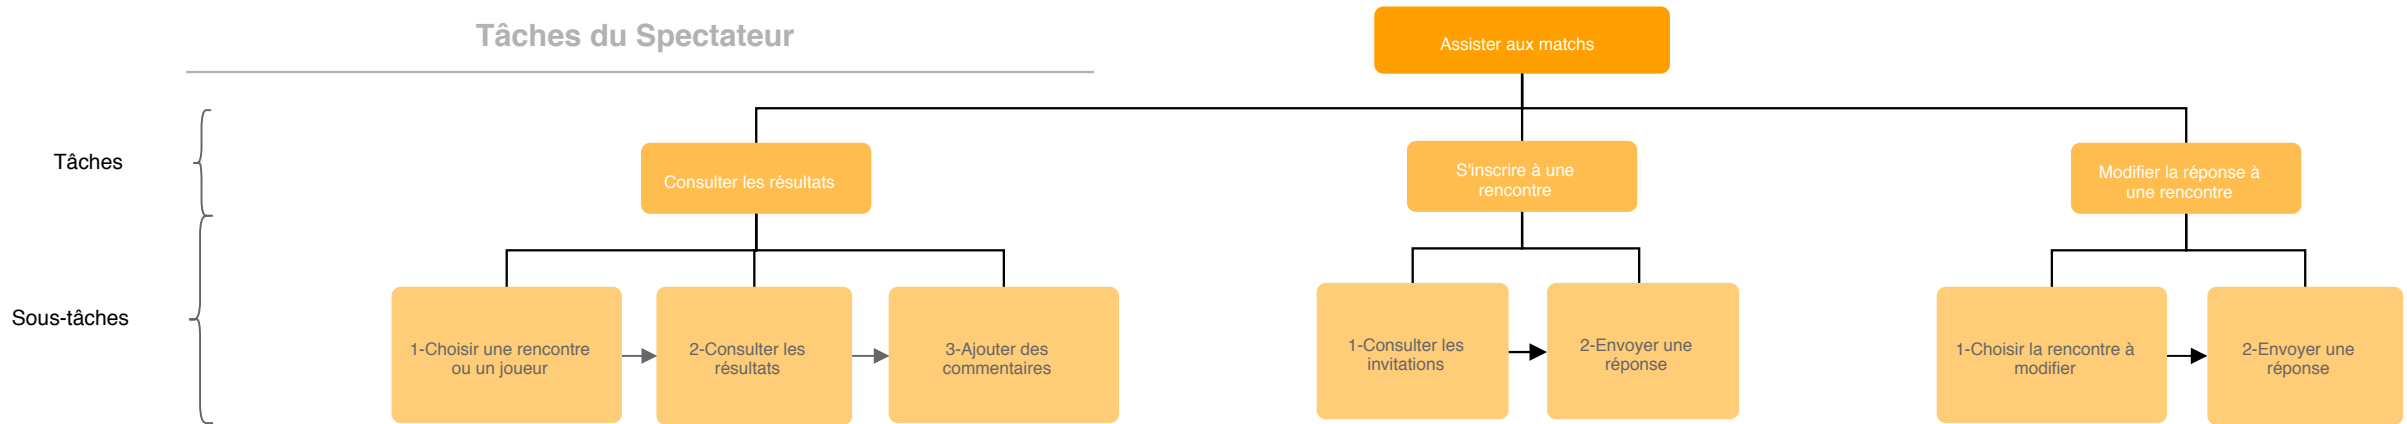 Tâches du Spectateur
Assister aux matchs
Tâches
Consulter les résultats
S'inscrire à une
rencontre
Modifier la réponse à
une rencontre
Sous-tâches
1-Choisir une rencontre
ou un joueur
2-Consulter les
résultats
3-Ajouter des
commentaires
1-Consulter les
invitations
2-Envoyer une
réponse
1-Choisir la rencontre à
modifier
2-Envoyer une
réponse